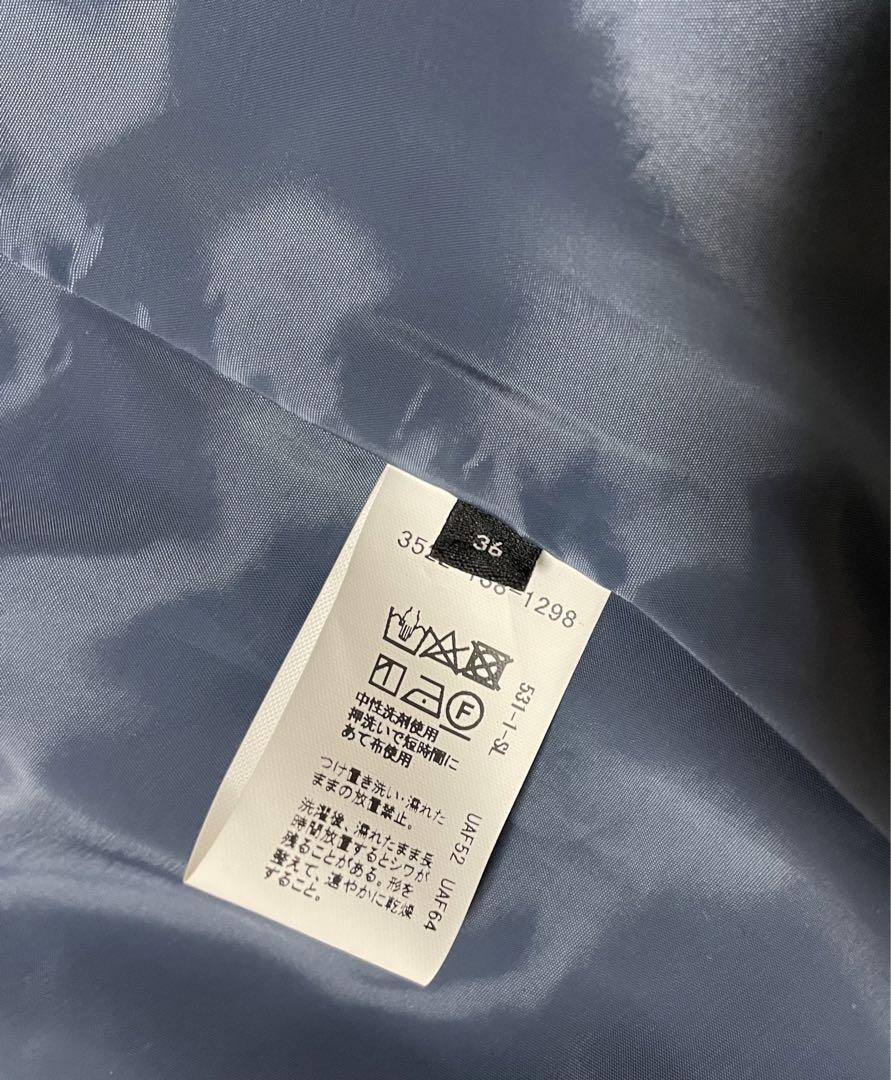 36
3522 138-1298
中性洗剤使用
押洗いで短時間に
あて布使用
つけ置き洗い・濡れた
ままの放置禁止。
洗濯後、濡れたまま長
時間放置するとシワが
残ることがある。形を
整えて、速やかに乾燥
すること。
531-1-SL
UAF52 UAF64
F